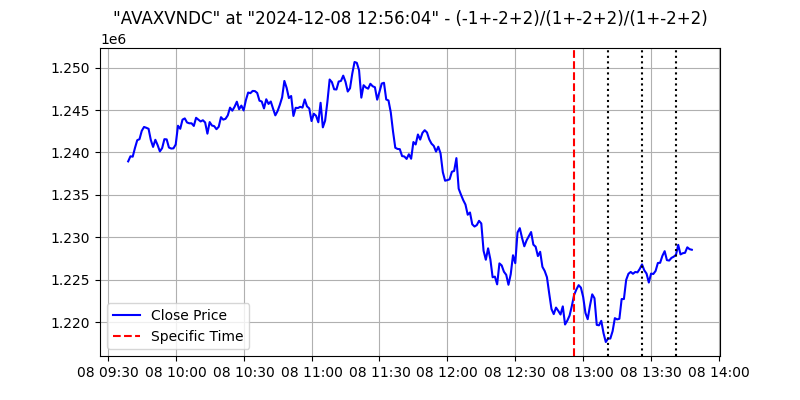 "AVAXVNDC" at "2024-12-08 12:56:04" - (-1+-2+2)/(1+-2+2)/(1+-2+2)
1e6
1.250
1.245
1.240
1.235
1.230
1.225
1.220
Close Price
Specific Time
08 09:30 08 10:00 08 10:30 08 11:00 08 11:30 08 12:00 08 12:30 08 13:00 08 13:30 08 14:00